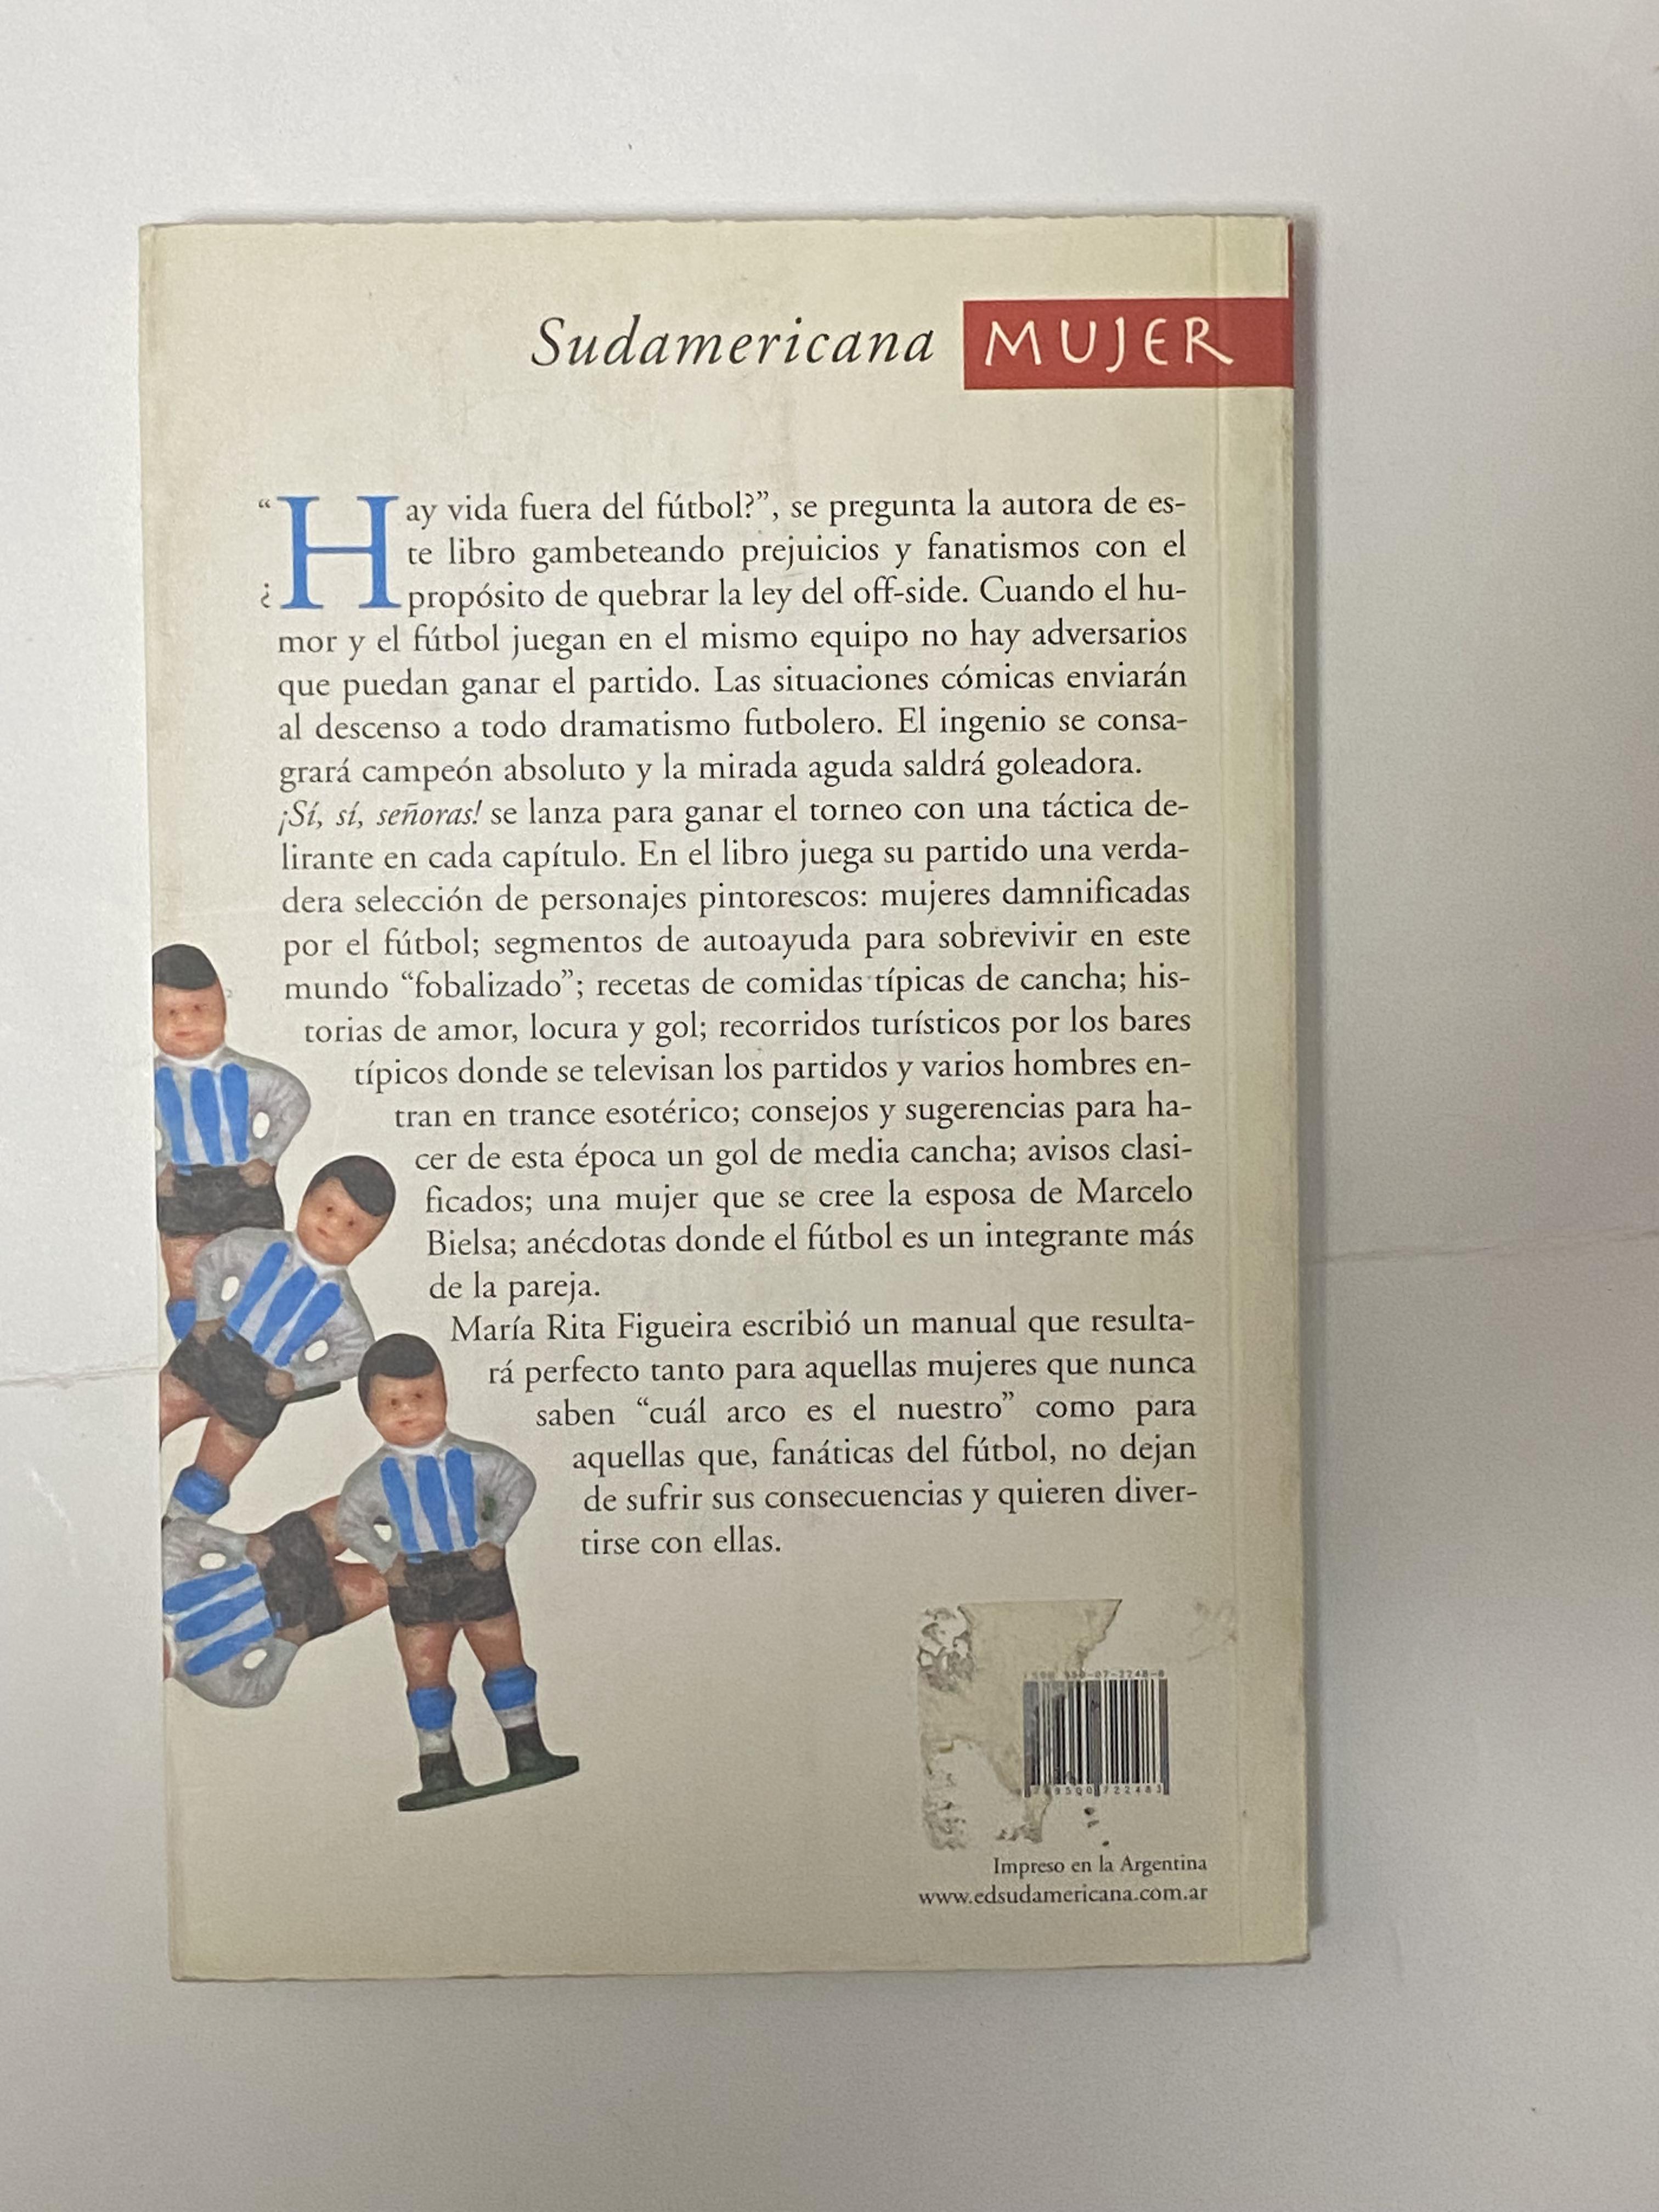 Sudamericana MUJER
“¿Hay vida fuera del fútbol?”, se pregunta la autora de es-
te libro gambeteando prejuicios y fanatismos con el
propósito de quebrar la ley del off-side. Cuando el hu-
mor y el fútbol juegan en el mismo equipo no hay adversarios
que puedan ganar el partido. Las situaciones cómicas enviarán
al descenso a todo dramatismo futbolero. El ingenio se consa-
grará campeón absoluto y la mirada aguda saldrá goleadora.
¡Sí, sí, señoras! se lanza para ganar el torneo con una táctica de-
lirante en cada capítulo. En el libro juega su partido una verda-
dera selección de personajes pintorescos: mujeres damnificadas
por el fútbol; segmentos de autoayuda para sobrevivir en este
mundo “fobalizado”; recetas de comidas típicas de cancha; his-
torias de amor, locura y gol; recorridos turísticos por los bares
típicos donde se televisan los partidos y varios hombres en-
tran en trance esotérico; consejos y sugerencias para ha-
cer de esta época un gol de media cancha; avisos clasi-
ficados; una mujer que se cree la esposa de Marcelo
Bielsa; anécdotas donde el fútbol es un integrante más
de la pareja.
María Rita Figueira escribió un manual que resulta-
rá perfecto tanto para aquellas mujeres que nunca
saben “cuál arco es el nuestro” como para
aquellas que, fanáticas del fútbol, no dejan
de sufrir sus consecuencias y quieren diver-
tirse con ellas.
Impreso en la Argentina
www.edsudamericana.com.ar